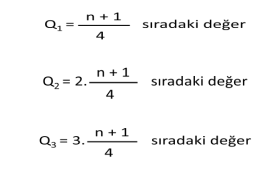 Q₁ = (n + 1)/4 sıradaki değer
Q₂ = 2. (n + 1)/4 sıradaki değer
Q₃ = 3. (n + 1)/4 sıradaki değer